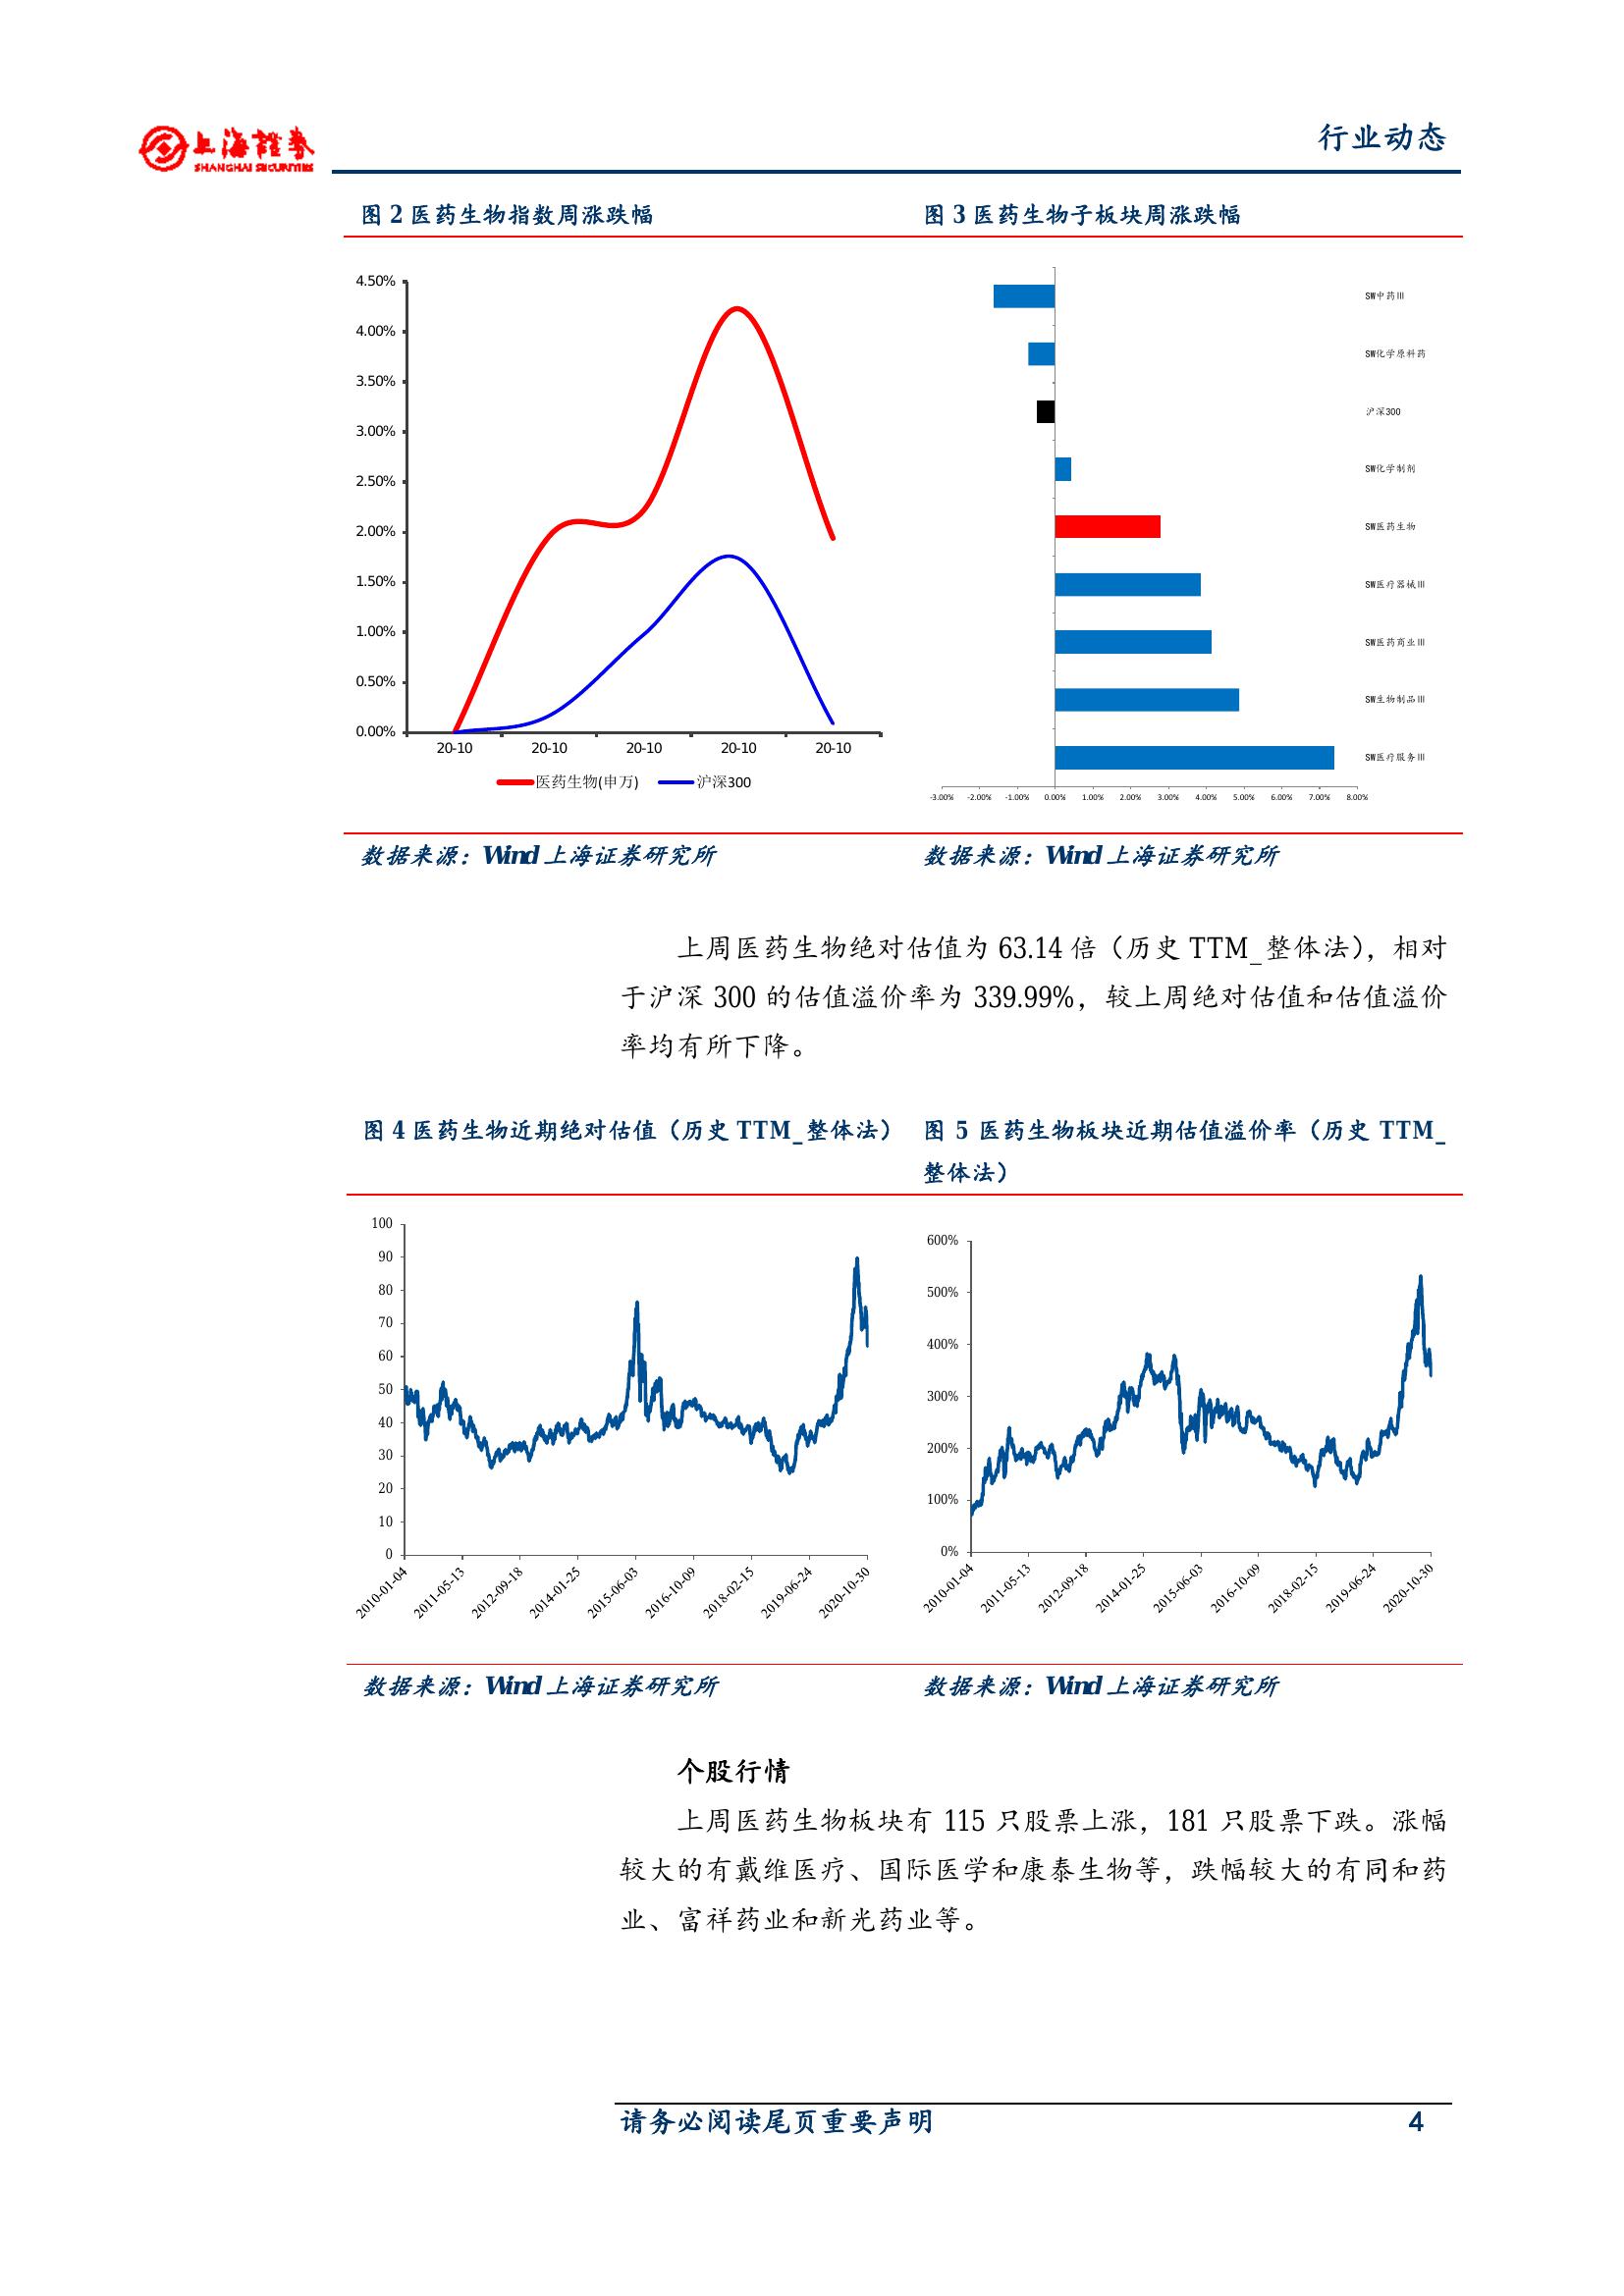 上海證券
SHANGHAI SECURITIES
行业动态
图 2 医药生物指数周涨跌幅
图 3 医药生物子板块周涨跌幅
4.50%
4.00%
3.50%
3.00%
2.50%
2.00%
1.50%
1.00%
0.50%
0.00%
20-10 20-10 20-10 20-10 20-10
医药生物(申万) 沪深300
SW中药III
SW化学原料药
沪深300
SW化学制剂
SW医药生物
SW医疗器械III
SW医药商业III
SW生物制品III
SW医疗服务III
-3.00% -2.00% -1.00% 0.00% 1.00% 2.00% 3.00% 4.00% 5.00% 6.00% 7.00% 8.00%
数据来源：Wind 上海证券研究所
数据来源：Wind 上海证券研究所
上周医药生物绝对估值为 63.14 倍（历史 TTM_整体法），相对
于沪深 300 的估值溢价率为 339.99%，较上周绝对估值和估值溢价
率均有所下降。
图 4 医药生物近期绝对估值（历史 TTM_整体法）
图 5 医药生物板块近期估值溢价率（历史 TTM_
整体法）
100
90
80
70
60
50
40
30
20
10
0
2010-01-04 2011-05-13 2012-09-18 2014-01-25 2015-06-03 2016-10-09 2018-02-15 2019-06-24 2020-10-30
600%
500%
400%
300%
200%
100%
0%
2010-01-04 2011-05-13 2012-09-18 2014-01-25 2015-06-03 2016-10-09 2018-02-15 2019-06-24 2020-10-30
数据来源：Wind 上海证券研究所
数据来源：Wind 上海证券研究所
个股行情
上周医药生物板块有 115 只股票上涨，181 只股票下跌。涨幅
较大的有戴维医疗、国际医学和康泰生物等，跌幅较大的有同和药
业、富祥药业和新光药业等。
请务必阅读尾页重要声明
4